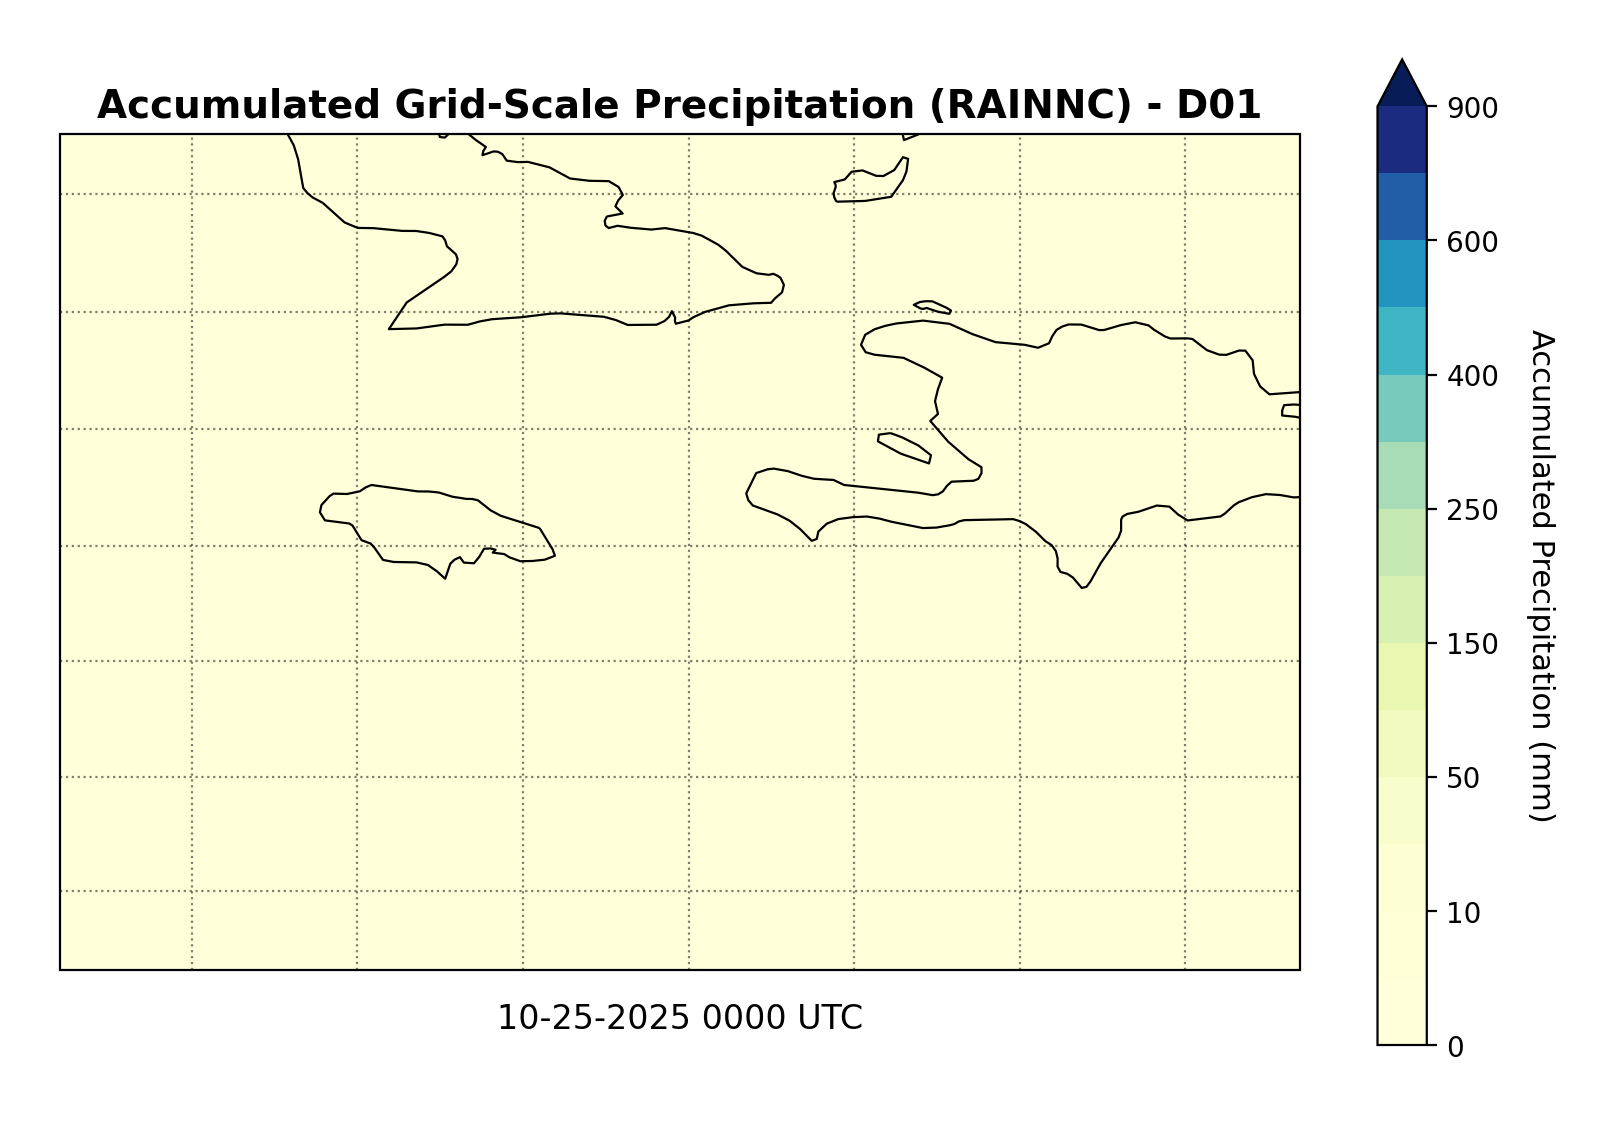 Accumulated Grid-Scale Precipitation (RAINNC) - D01
900
600
400
250
150
50
10
0
Accumulated Precipitation (mm)
10-25-2025 0000 UTC